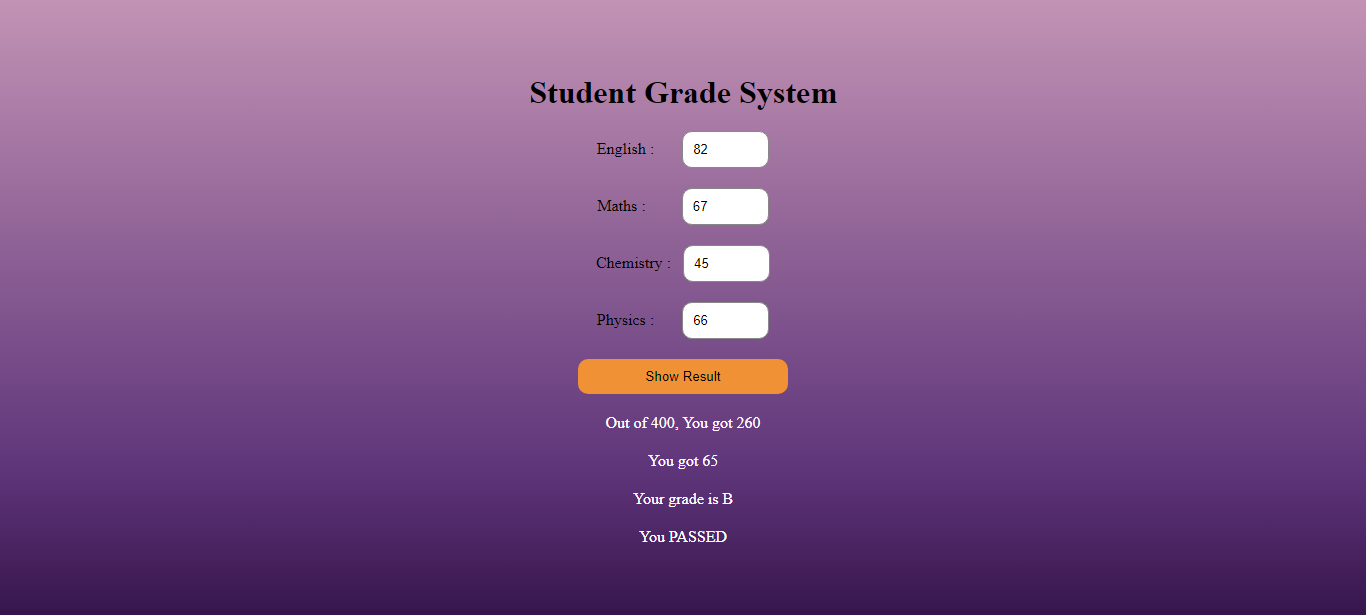 Student Grade System
English : 82
Maths : 67
Chemistry : 45
Physics : 66
Show Result
Out of 400, You got 260
You got 65
Your grade is B
You PASSED